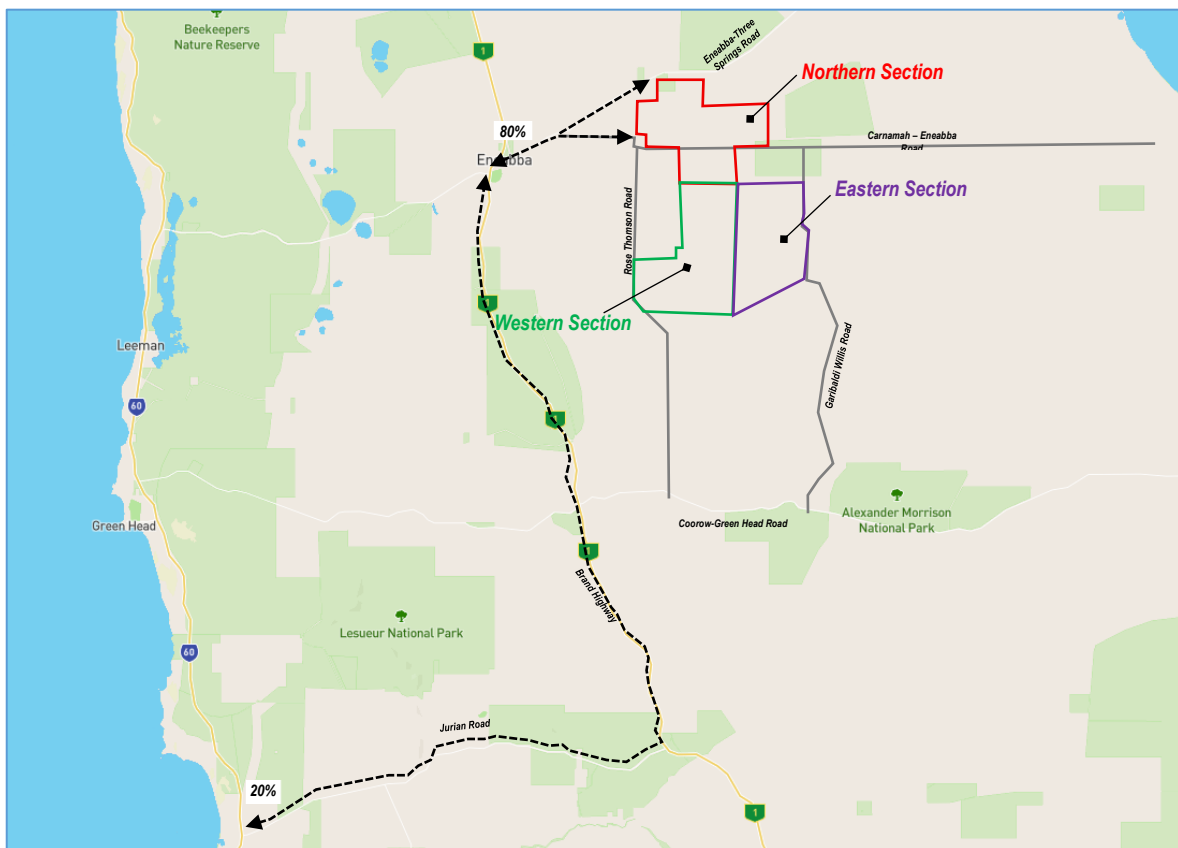 Beekeepers
Nature Reserve
1
Eneabba-Three
Springs Road
Northern Section
80%
Carnamah – Eneabba
Road
Eneabba
Eastern Section
Rose Thomson Road
1
Western Section
Leeman
Garibaldi Willis Road
60
1
Alexander Morrison
National Park
Green Head
Coorow-Green Head Road
1
Brand Highway
Lesueur National Park
60
Jurian Road
20%
1